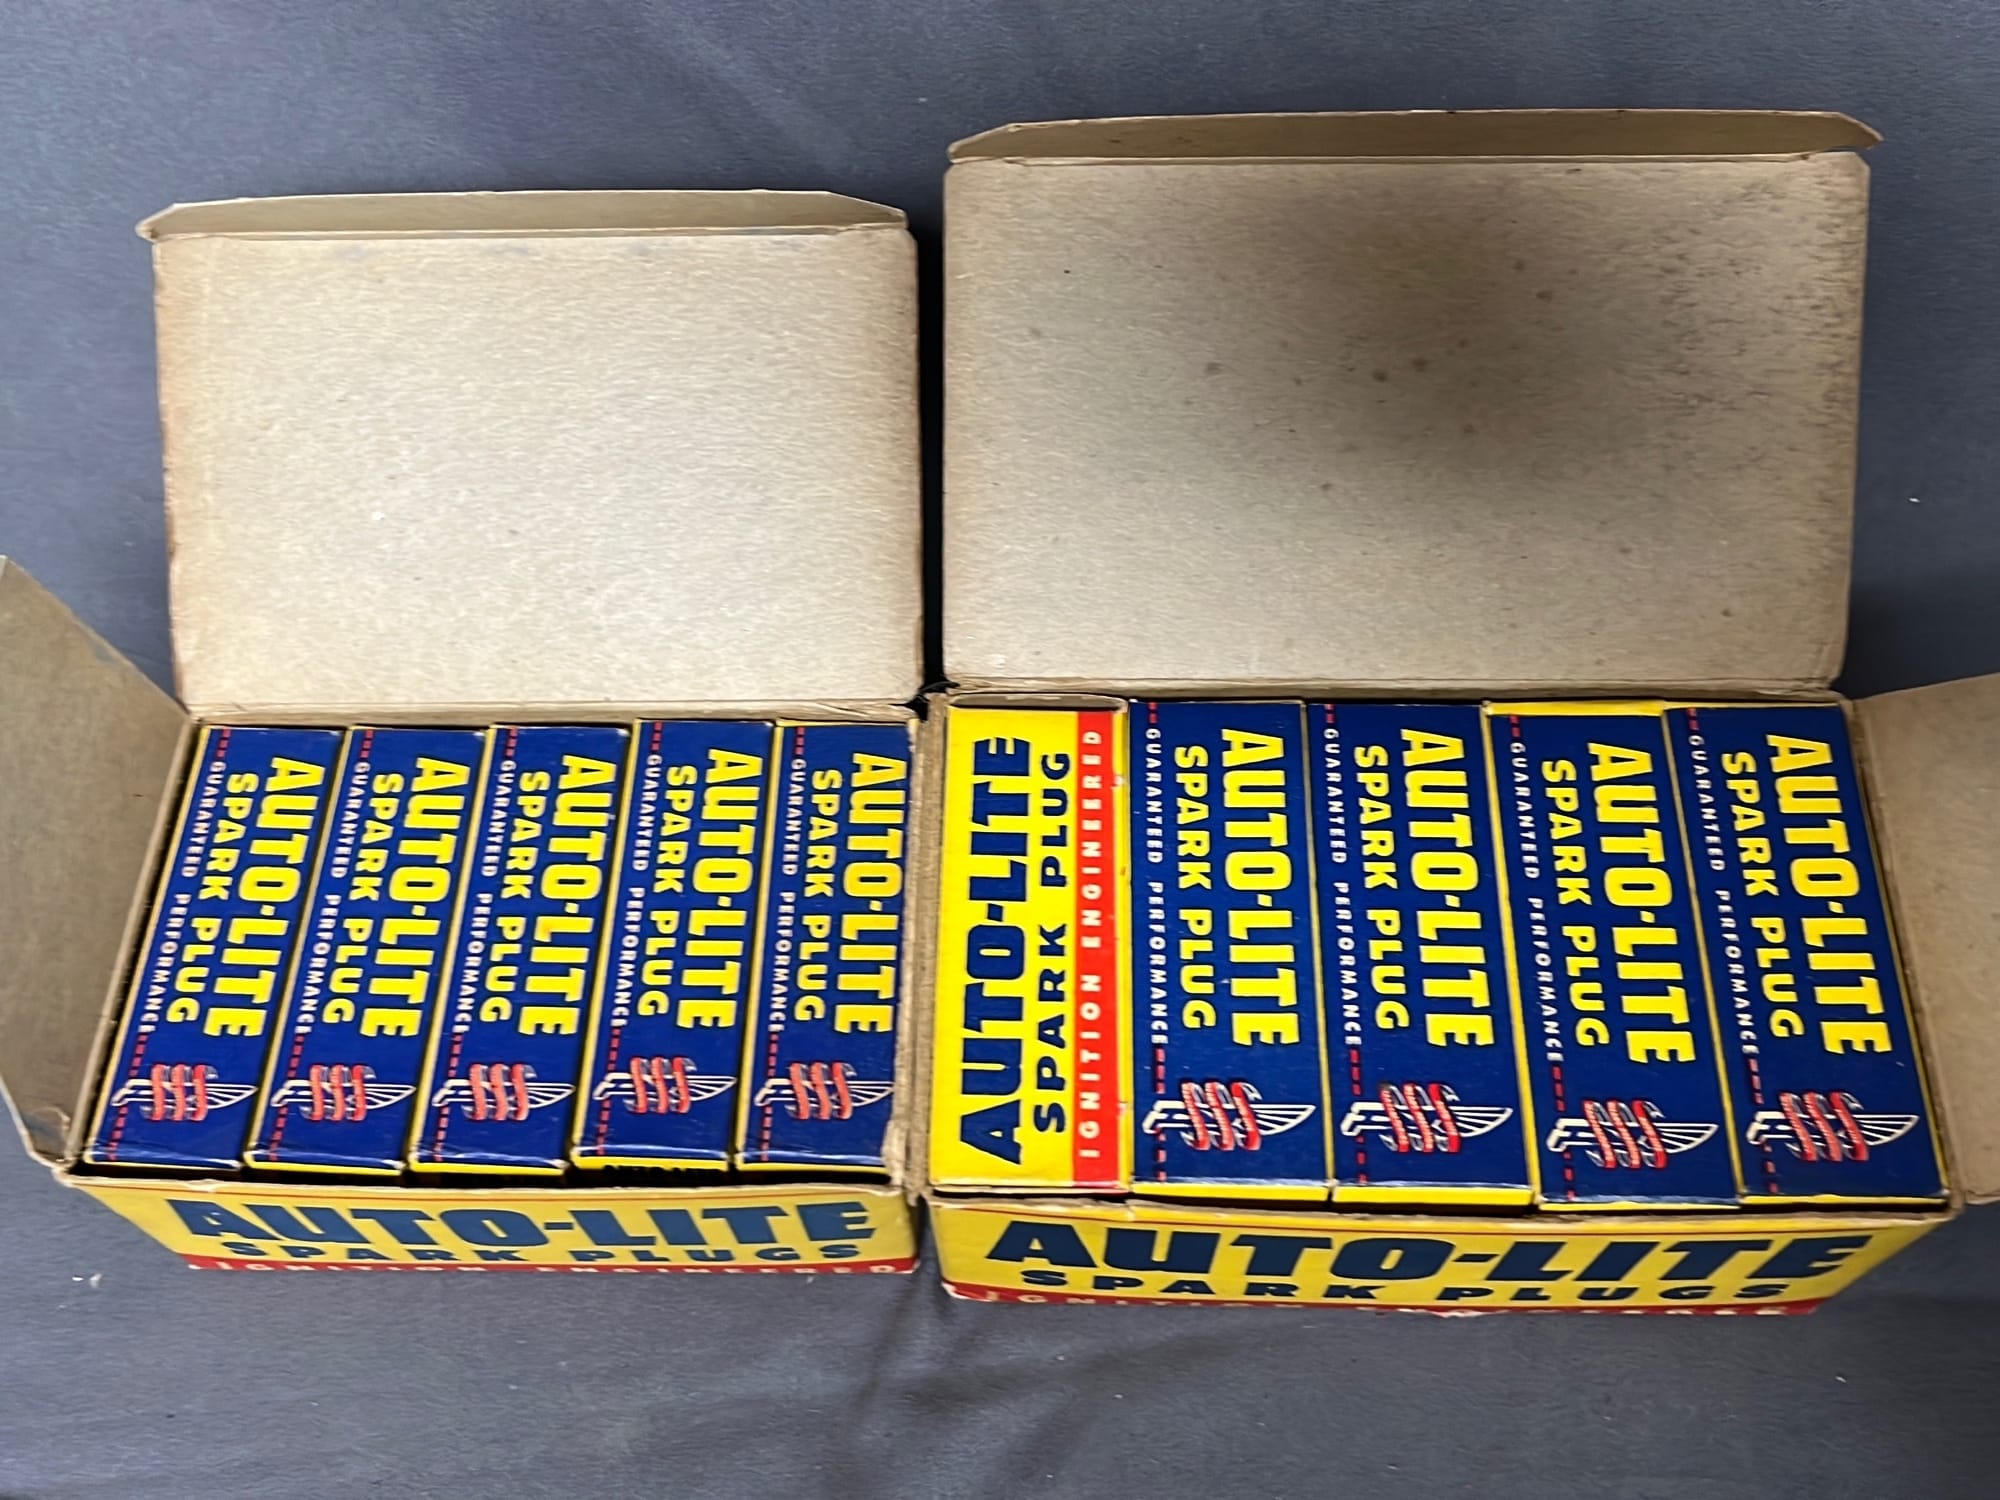 AUTO-LITE
SPARK PLUG
GUARANTEED PERFORMANCE
AUTO-LITE
SPARK PLUG
GUARANTEED PERFORMANCE
AUTO-LITE
SPARK PLUG
GUARANTEED PERFORMANCE
AUTO-LITE
SPARK PLUG
GUARANTEED PERFORMANCE
AUTO-LITE
SPARK PLUG
GUARANTEED PERFORMANCE
AUTO-LITE
SPARK PLUGS
IGNITION ENGINEERED
AUTO-LITE
SPARK PLUG
IGNITION ENGINEERED
AUTO-LITE
SPARK PLUG
GUARANTEED PERFORMANCE
AUTO-LITE
SPARK PLUG
GUARANTEED PERFORMANCE
AUTO-LITE
SPARK PLUG
GUARANTEED PERFORMANCE
AUTO-LITE
SPARK PLUG
GUARANTEED PERFORMANCE
AUTO-LITE
SPARK PLUGS
IGNITION